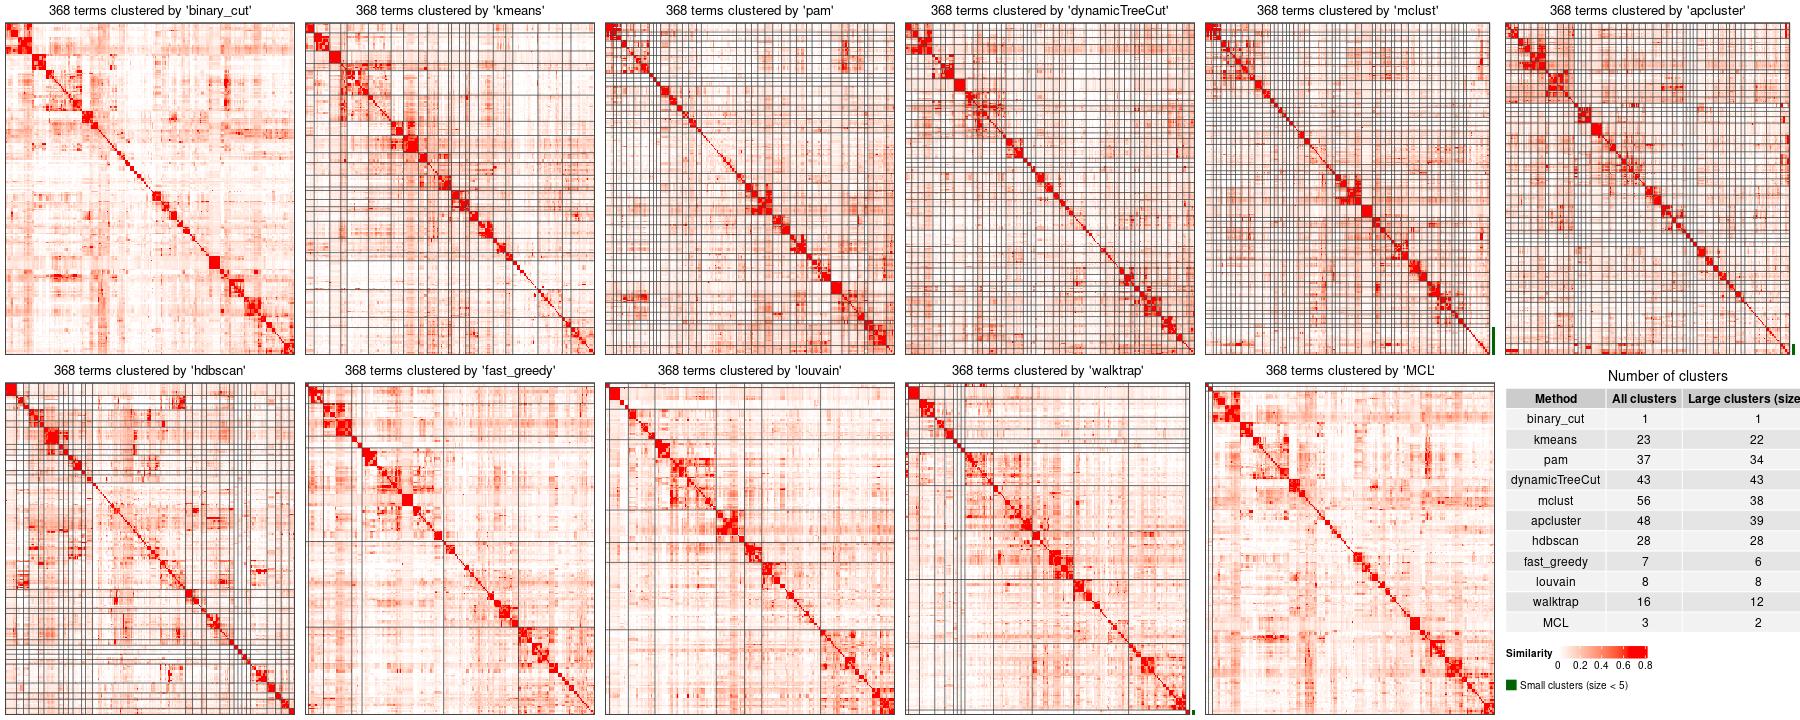 368 terms clustered by 'binary_cut'
368 terms clustered by 'kmeans'
368 terms clustered by 'pam'
368 terms clustered by 'dynamicTreeCut'
368 terms clustered by 'mclust'
368 terms clustered by 'apcluster'
368 terms clustered by 'hdbscan'
368 terms clustered by 'fast_greedy'
368 terms clustered by 'louvain'
368 terms clustered by 'walktrap'
368 terms clustered by 'MCL'
Number of clusters
Method All clusters Large clusters (size
binary_cut 1 1
kmeans 23 22
pam 37 34
dynamicTreeCut 43 43
mclust 56 38
apcluster 48 39
hdbscan 28 28
fast_greedy 7 6
louvain 8 8
walktrap 16 12
MCL 3 2
Similarity
0 0.2 0.4 0.6 0.8
Small clusters (size < 5)